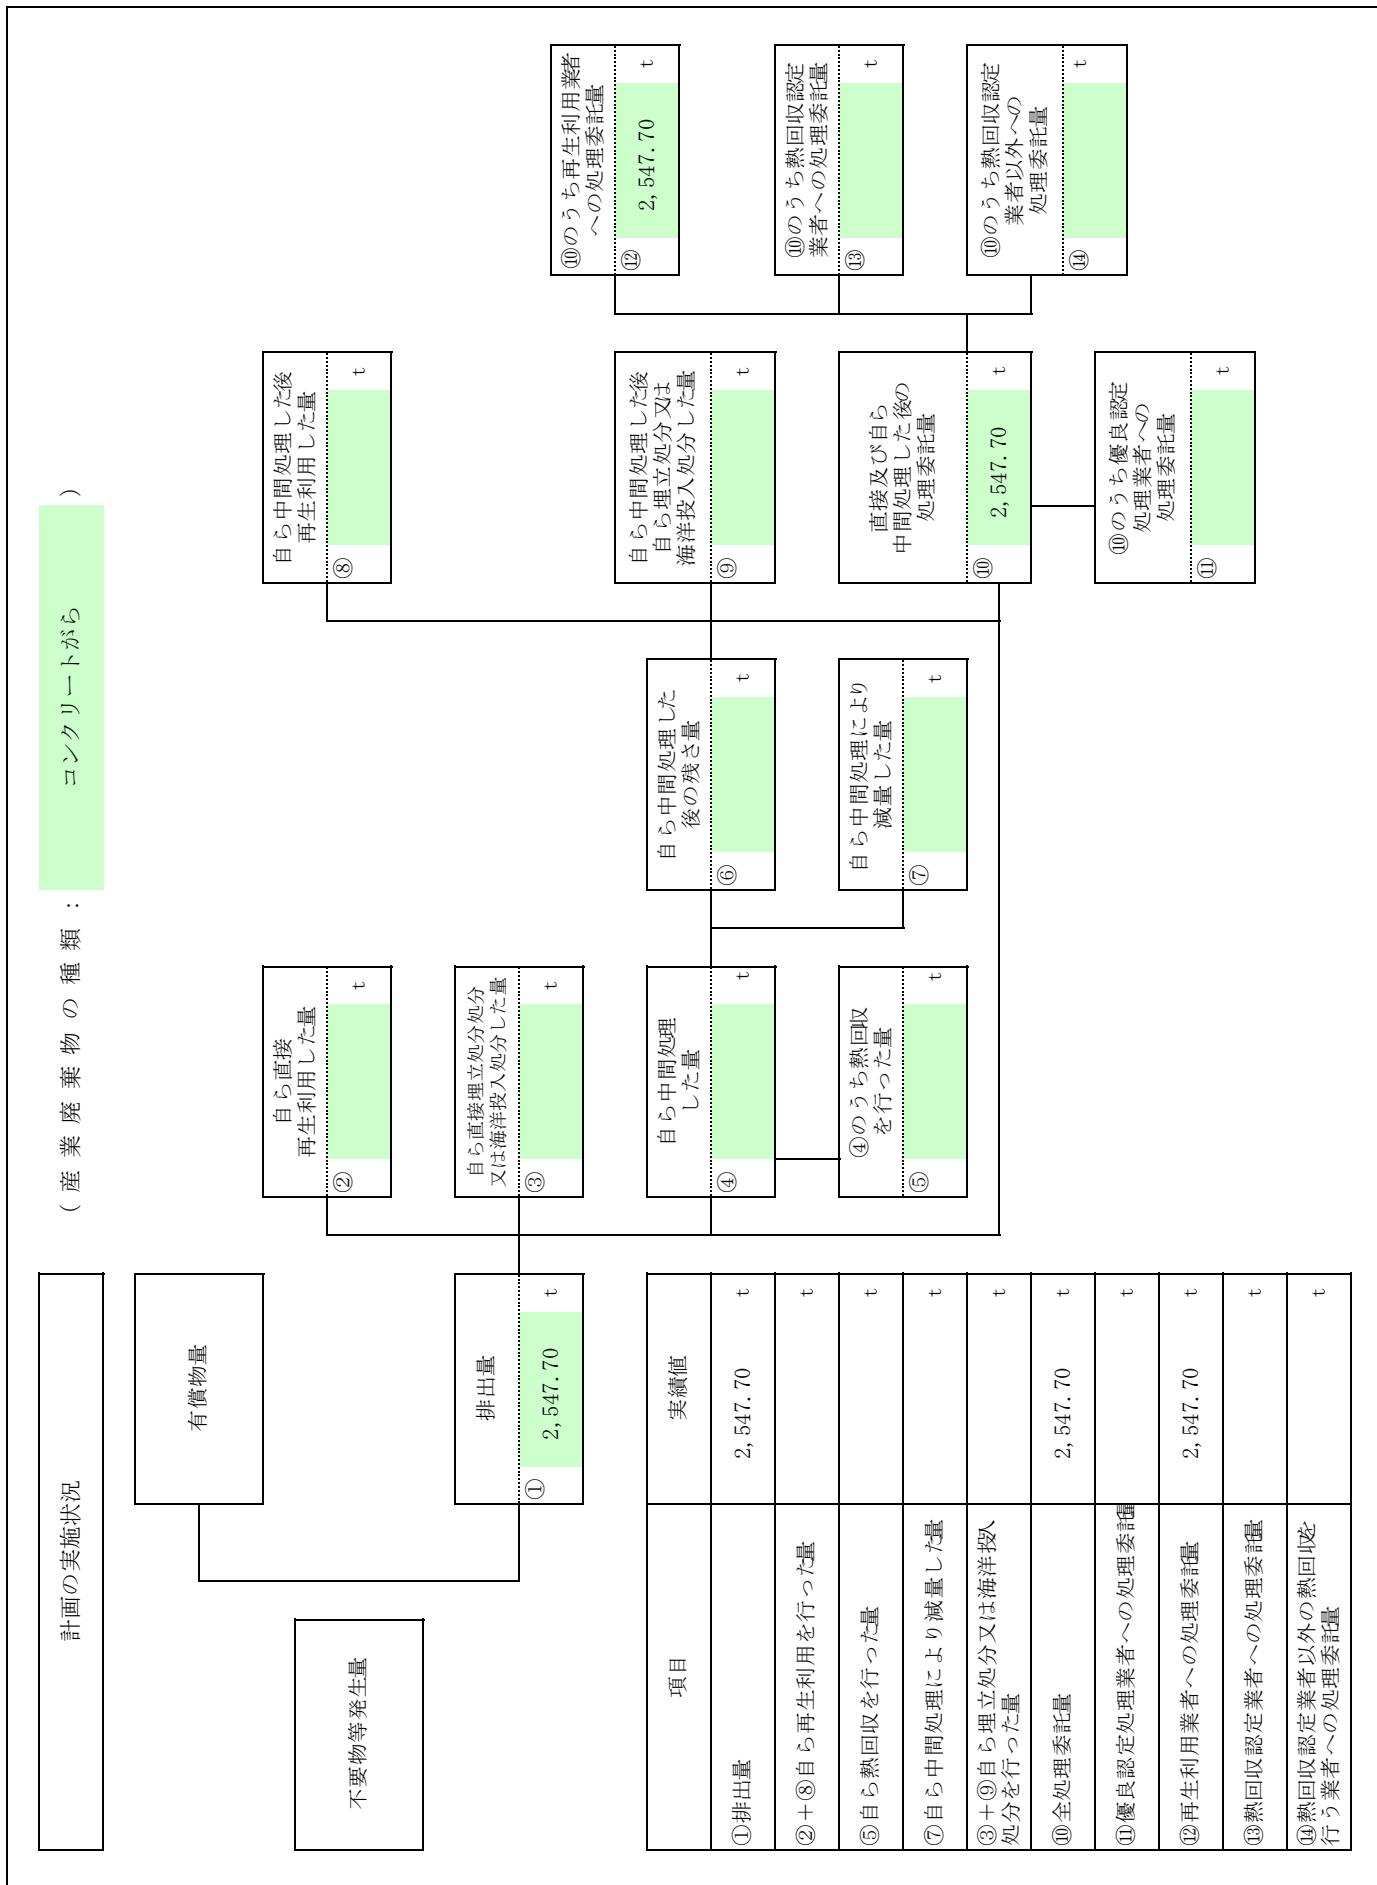 計画の実施状況
（産業廃棄物の種類：
コンクリートがら
）
不要物等発生量
有償物量
排出量
①
2,547.70
t
自ら直接
再生利用した量
②
t
自ら直接埋立処分処分
又は海洋投入処分した量
③
t
自ら中間処理
した量
④
t
④のうち熱回収
を行った量
⑤
t
自ら中間処理した
後の残さ量
⑥
t
自ら中間処理により
減量した量
⑦
t
自ら中間処理した後
再生利用した量
⑧
t
自ら中間処理した後
自ら埋立処分又は
海洋投入処分した量
⑨
t
直接及び自ら
中間処理した後の
処理委託量
⑩
2,547.70
t
⑩のうち優良認定
処理業者への
処理委託量
⑪
t
⑩のうち再生利用業者
への処理委託量
⑫
2,547.70
t
⑩のうち熱回収認定
業者への処理委託量
⑬
t
⑩のうち熱回収認定
業者以外への
処理委託量
⑭
t
項目
実績値
①排出量
2,547.70
t
②＋⑧自ら再生利用を行った量
t
⑤自ら熱回収を行った量
t
⑦自ら中間処理により減量した量
t
③＋⑨自ら埋立処分又は海洋投入
処分を行った量
t
⑩全処理委託量
2,547.70
t
⑪優良認定処理業者への処理委託量
t
⑫再生利用業者への処理委託量
2,547.70
t
⑬熱回収認定業者への処理委託量
t
⑭熱回収認定業者以外の熱回収を
行う業者への処理委託量
t